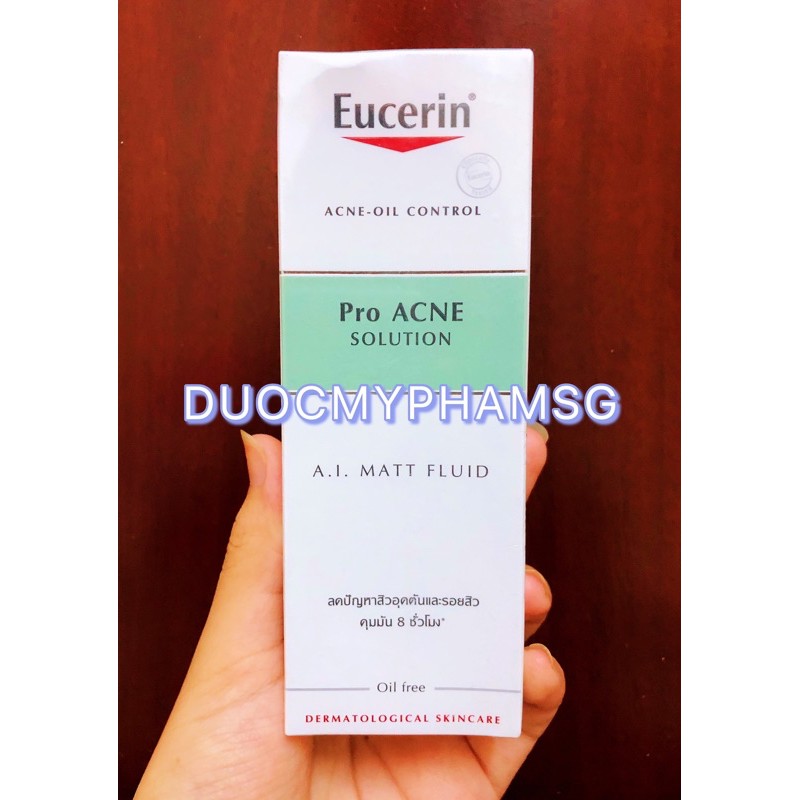 Eucerin®
ACNE-OIL CONTROL
Pro ACNE
SOLUTION
DUOCMYPHAMSG
A.I. MATT FLUID
ลดปัญหาสิวอุดตันและรอยสิว
คุมมัน 8 ชั่วโมง*
Oil free
DERMATOLOGICAL SKINCARE